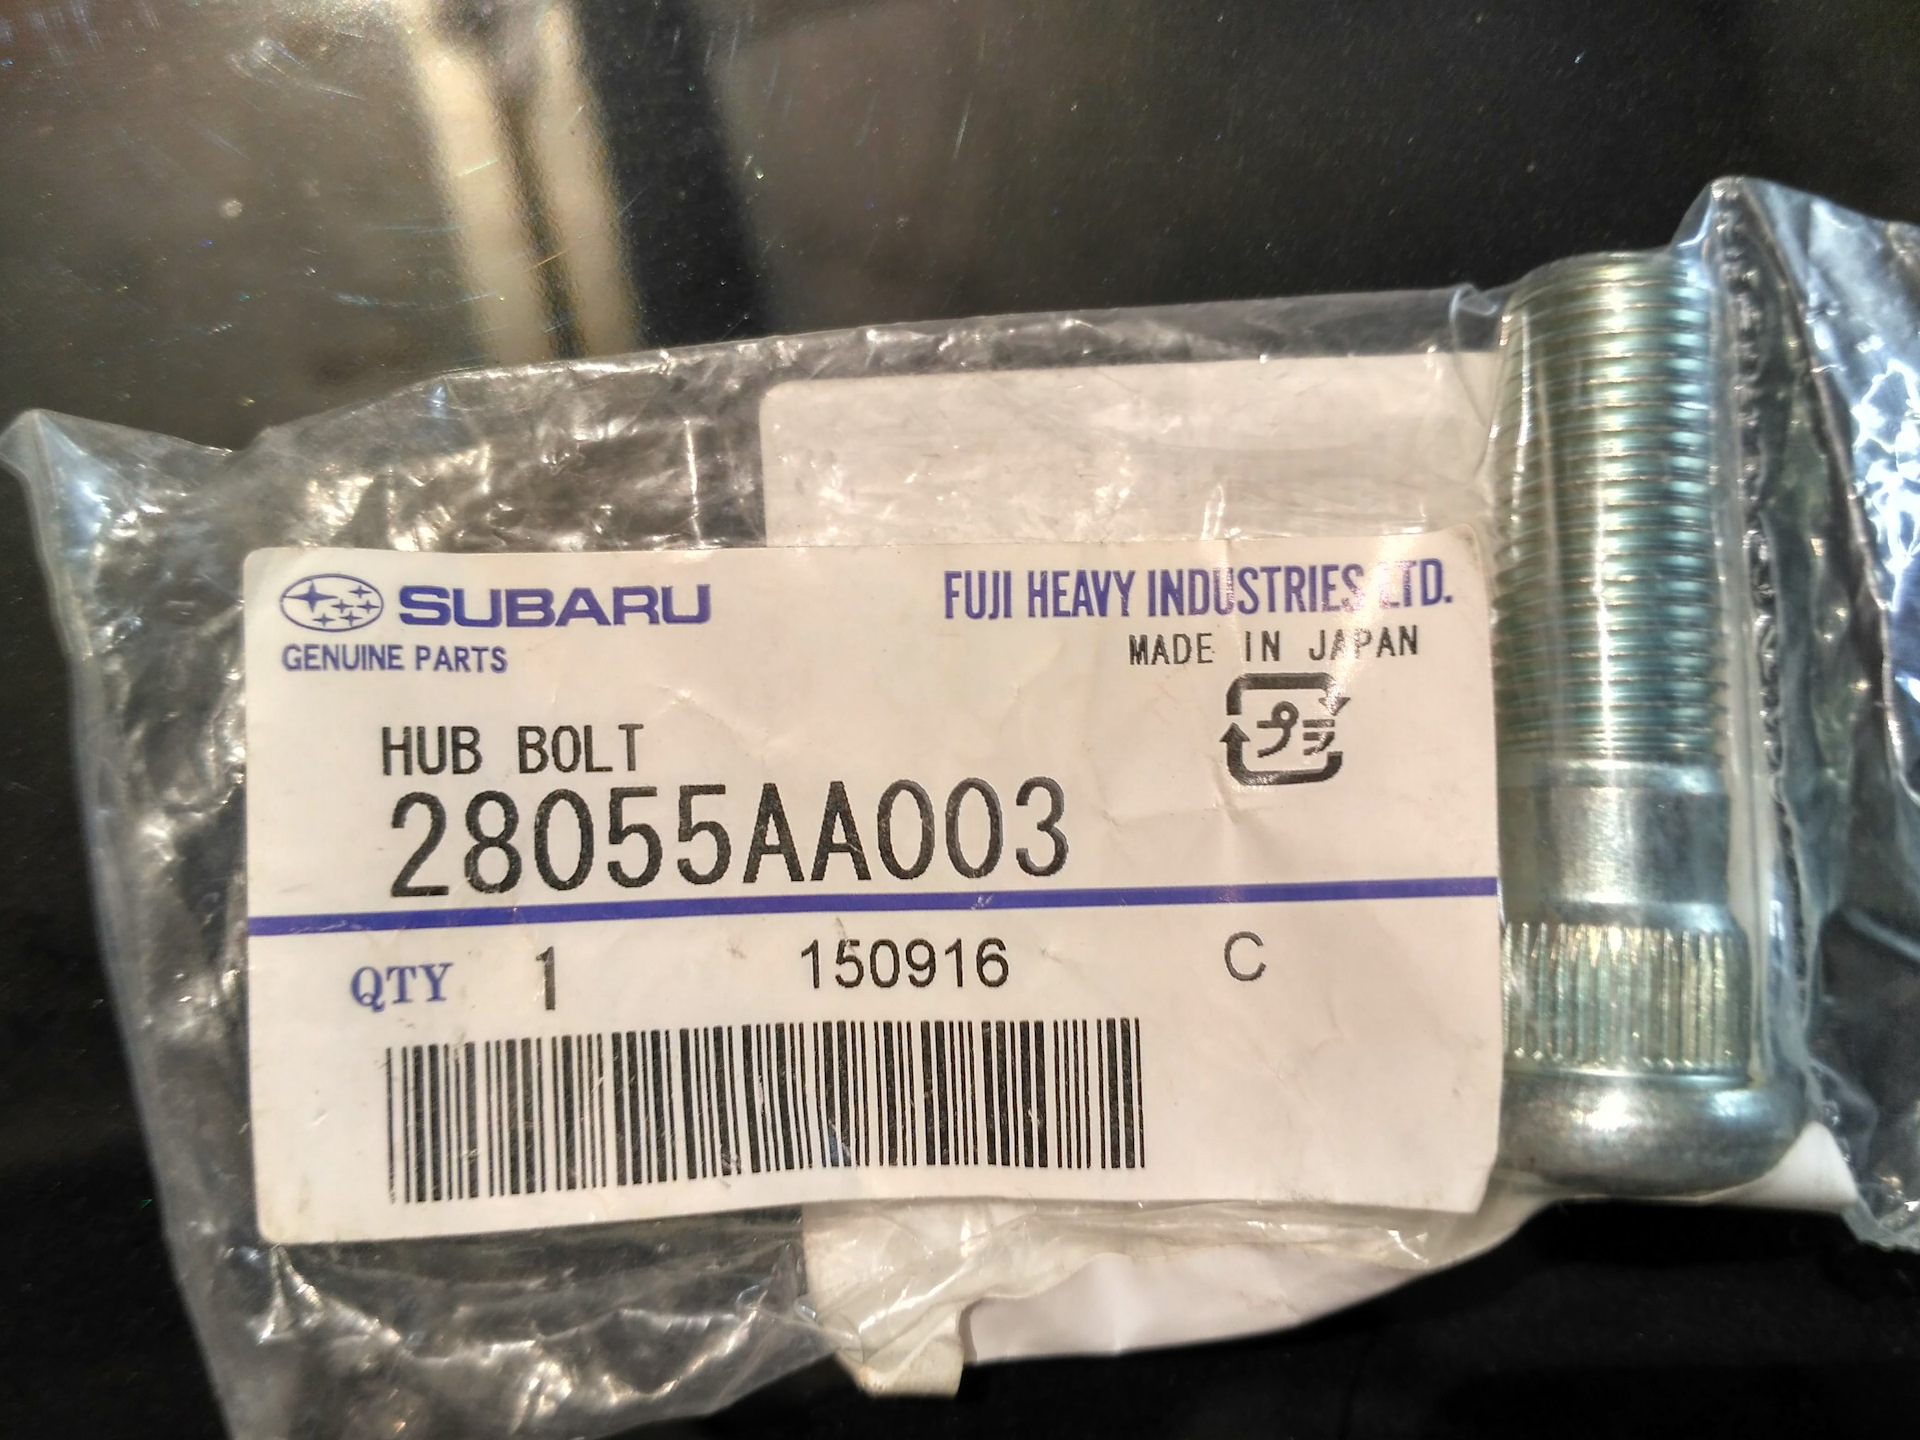 SUBARU
FUJI HEAVY INDUSTRIES LTD.
GENUINE PARTS
MADE IN JAPAN
プラ
HUB BOLT
28055AA003
QTY 1 150916 C